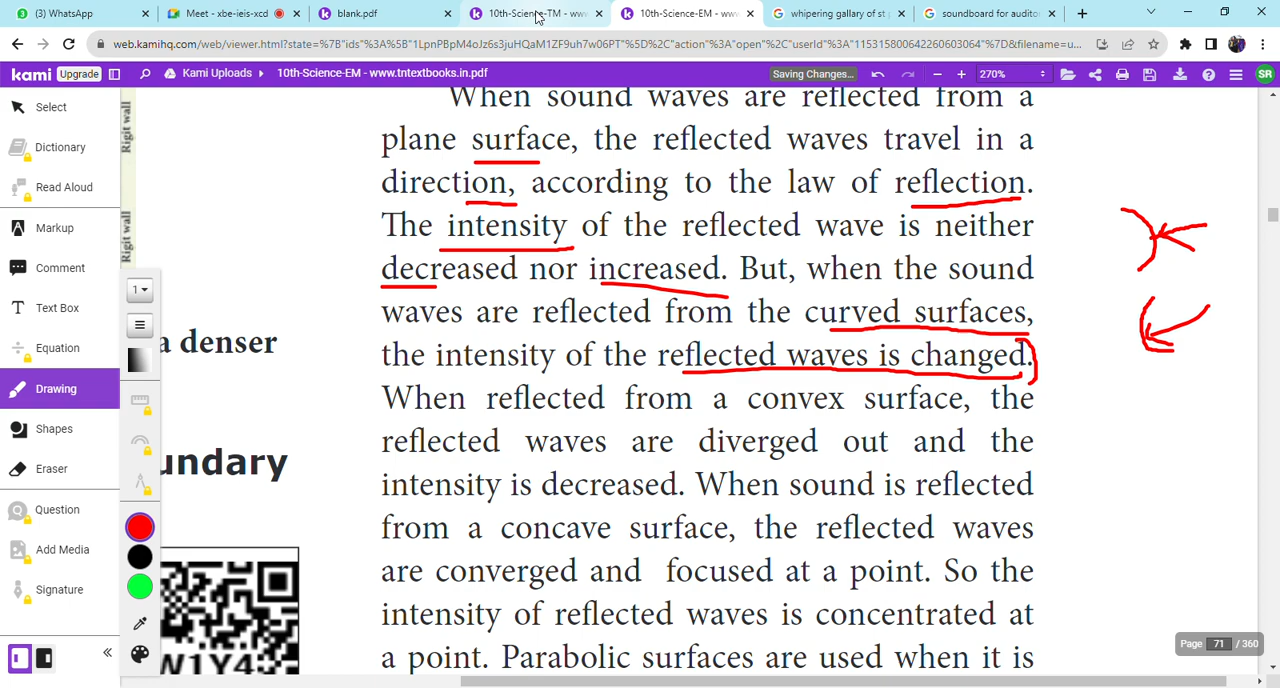 3 WhatsApp
Meet - xbe-ieis-xcd
blank.pdf
10th-Science-TM - ww
10th-Science-EM - ww
whipering gallary of st p
soundboard for audito
web.kamihq.com/web/viewer.html?state=%7B"ids"%3A%5B"1LpnPBpM4oJz6s3juHQaM1ZF9uh7w06PT"%5D%2C"action"%3A"open"%2C"userId"%3A"115315800642260603064"%7D&filename=u...
kami
Upgrade
Kami Uploads
10th-Science-EM - www.tntextbooks.in.pdf
Saving Changes...
270%
SR
Select
Dictionary
Read Aloud
Markup
Comment
Text Box
Equation
Drawing
Shapes
Eraser
Question
Add Media
Signature
1
Rigit wall
Rigit wall
a denser
undary
W1Y4
When sound waves are reflected from a
plane surface, the reflected waves travel in a
direction, according to the law of reflection.
The intensity of the reflected wave is neither
decreased nor increased. But, when the sound
waves are reflected from the curved surfaces,
the intensity of the reflected waves is changed.
When reflected from a convex surface, the
reflected waves are diverged out and the
intensity is decreased. When sound is reflected
from a concave surface, the reflected waves
are converged and focused at a point. So the
intensity of reflected waves is concentrated at
a point. Parabolic surfaces are used when it is
Page 71 / 360